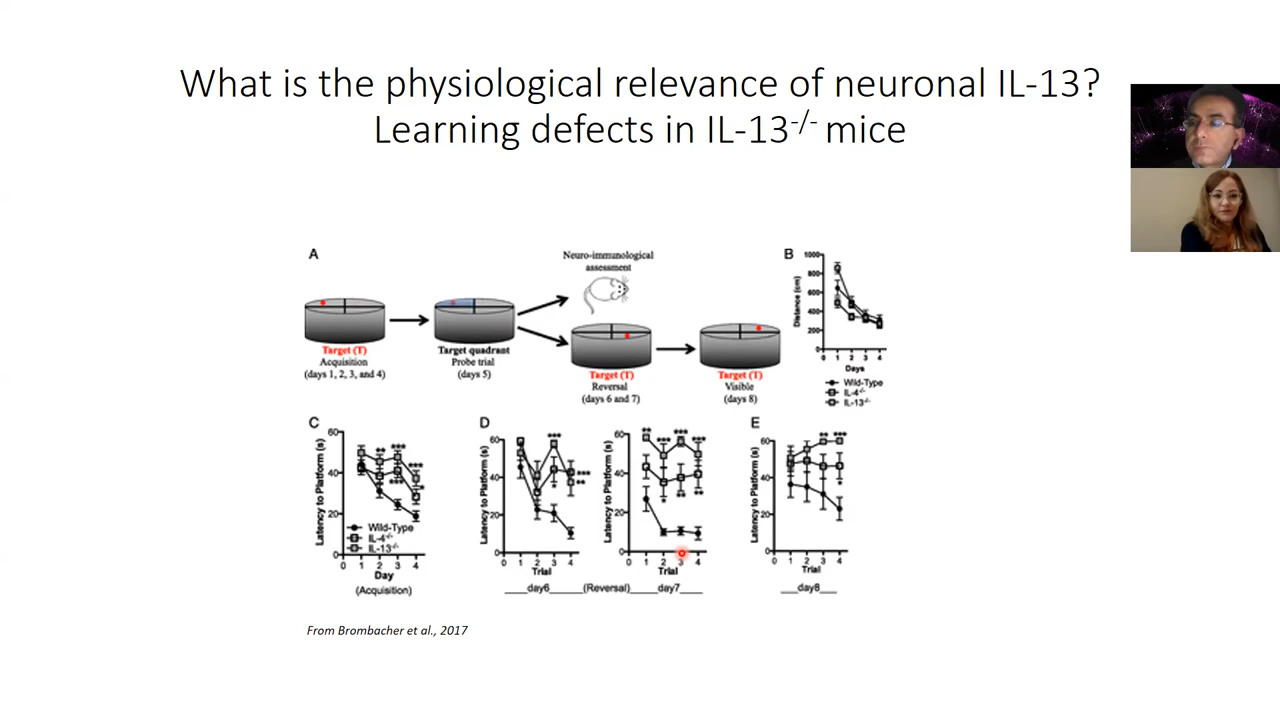 What is the physiological relevance of neuronal IL-13?
Learning defects in IL-13-/- mice
A
Neuro-immunological
assessment
Target (T)
Acquisition
(days 1, 2, 3, and 4)
Target quadrant
Probe trial
(days 5)
Target (T)
Reversal
(days 6 and 7)
Target (T)
Visible
(days 8)
B
Distance (cm)
1000
800
600
400
200
0
0 1 2 3 4
Days
Wild-Type
IL-4-/-
IL-13-/-
C
Latency to Platform (s)
60
40
20
0
** *** ***
*** *
Wild-Type
IL-4-/-
IL-13-/-
0 1 2 3 4
Day
(Acquisition)
D
Latency to Platform (s)
60
40
20
0
***
***
**
*
0 1 2 3 4
Trial
Latency to Platform (s)
60
40
20
0
** *** *** ***
* ** **
0 1 2 3 4
Trial
___day6_____(Reversal)____day7____
E
Latency to Platform (s)
60
40
20
0
** ***
*
0 1 2 3 4
Trial
___day8___
From Brombacher et al., 2017